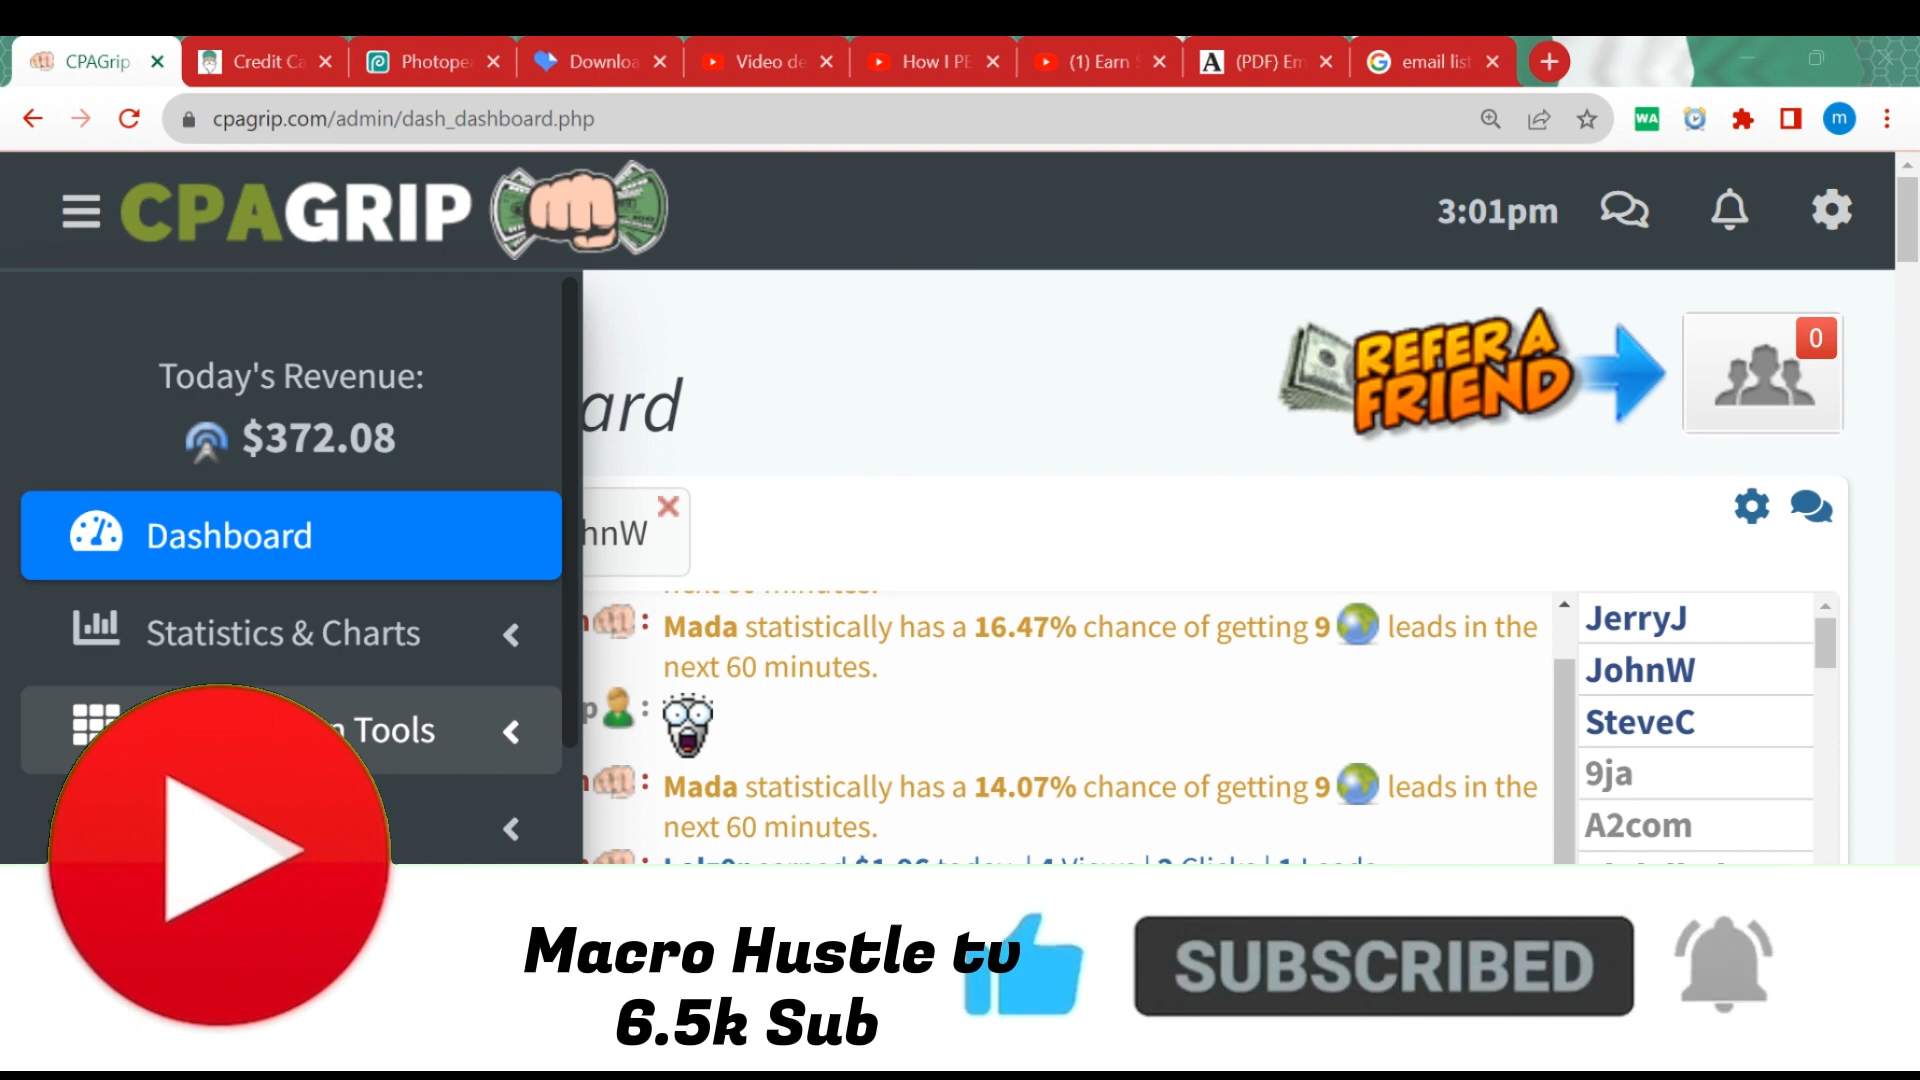 CPAGrip
Credit Ca
Photope
Downloa
Video de
How I PE
(1) Earn
(PDF) Em
email list
cpagrip.com/admin/dash_dashboard.php
WA
m
CPAGRIP
3:01pm
Today's Revenue:
$372.08
ard
REFER A
FRIEND
0
Dashboard
hnW
Statistics & Charts
Mada statistically has a 16.47% chance of getting 9 leads in the
next 60 minutes.
p :
n Tools
Mada statistically has a 14.07% chance of getting 9 leads in the
next 60 minutes.
JerryJ
JohnW
SteveC
9ja
A2com
Macro Hustle tv
6.5k Sub
SUBSCRIBED